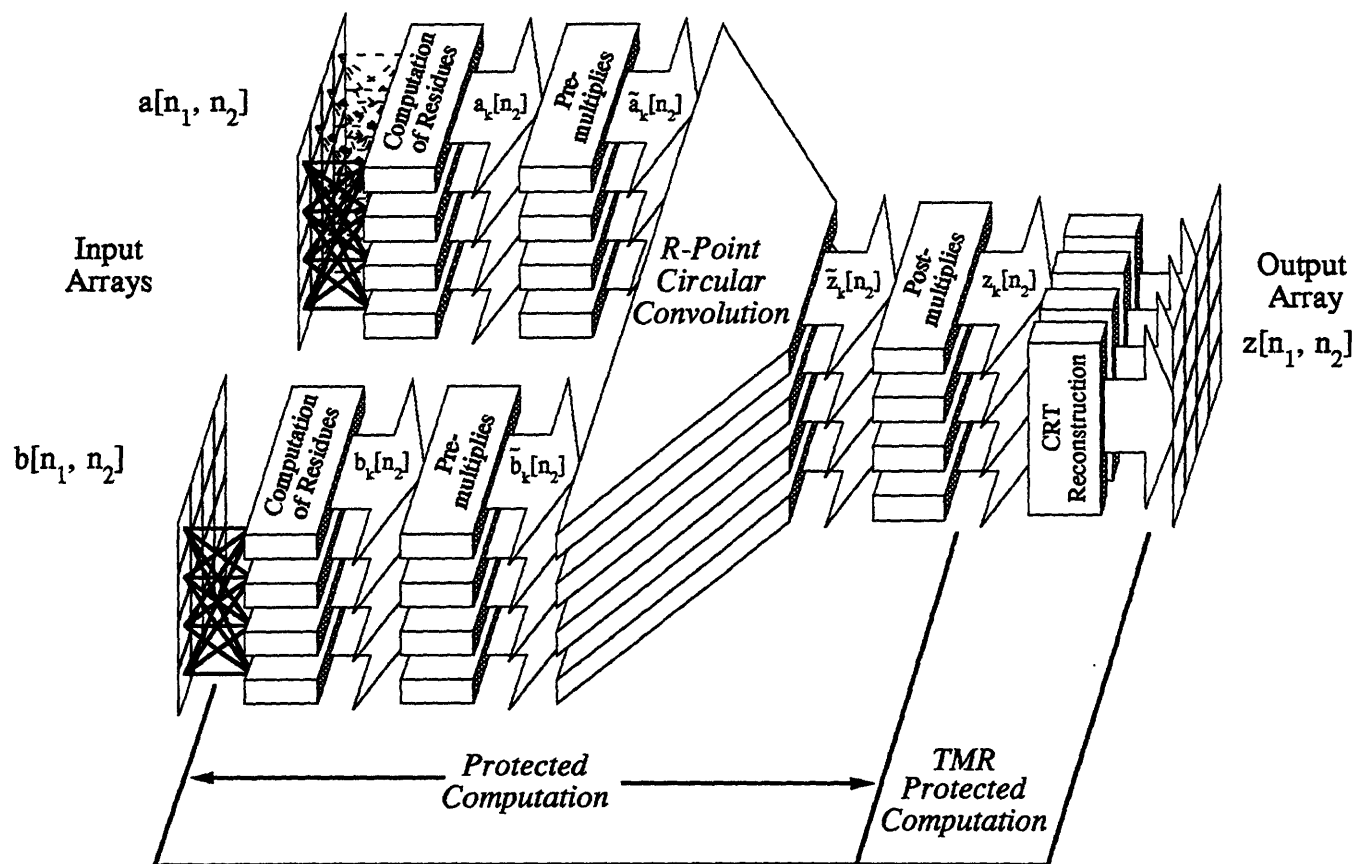 a[n₁, n₂]
Computation
of Residues
aₖ[n₂]
Pre-
multiplies
ãₖ[n₂]
Input
Arrays
R-Point
Circular
Convolution
z̃ₖ[n₂]
Post-
multiplies
zₖ[n₂]
CRT
Reconstruction
Output
Array
z[n₁, n₂]
b[n₁, n₂]
Computation
of Residues
bₖ[n₂]
Pre-
multiplies
b̃ₖ[n₂]
Protected
Computation
TMR
Protected
Computation